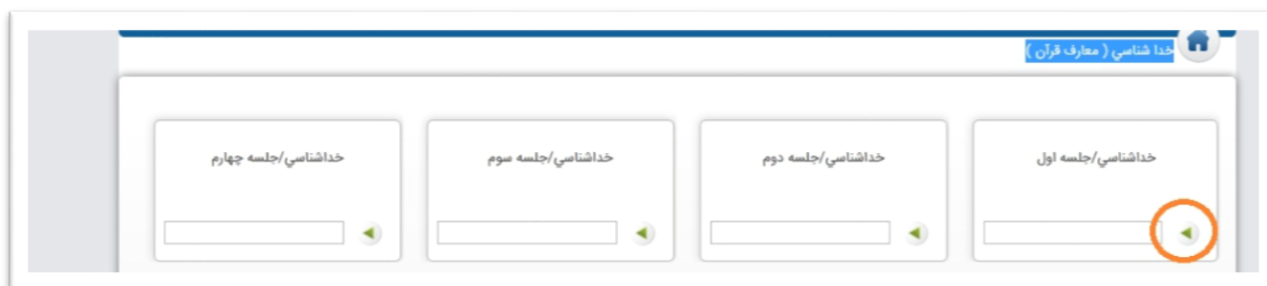 خدا شناسي ( معارف قرآن )
خداشناسي/جلسه اول
خداشناسي/جلسه دوم
خداشناسي/جلسه سوم
خداشناسي/جلسه چهارم